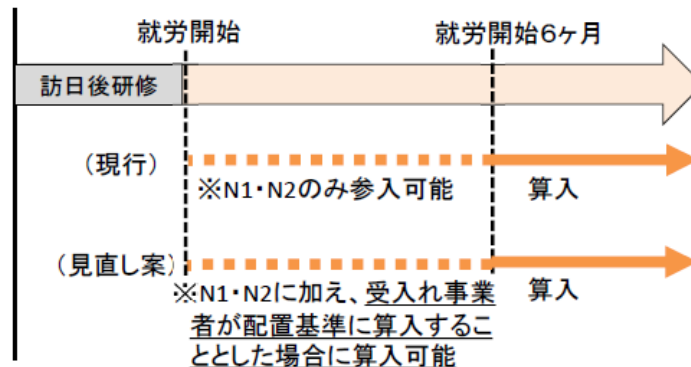 就労開始
就労開始6ヶ月
訪日後研修
（現行）
※N1・N2のみ参入可能
算入
（見直し案）
※N1・N2に加え、受入れ事業
者が配置基準に算入するこ
ととした場合に算入可能
算入